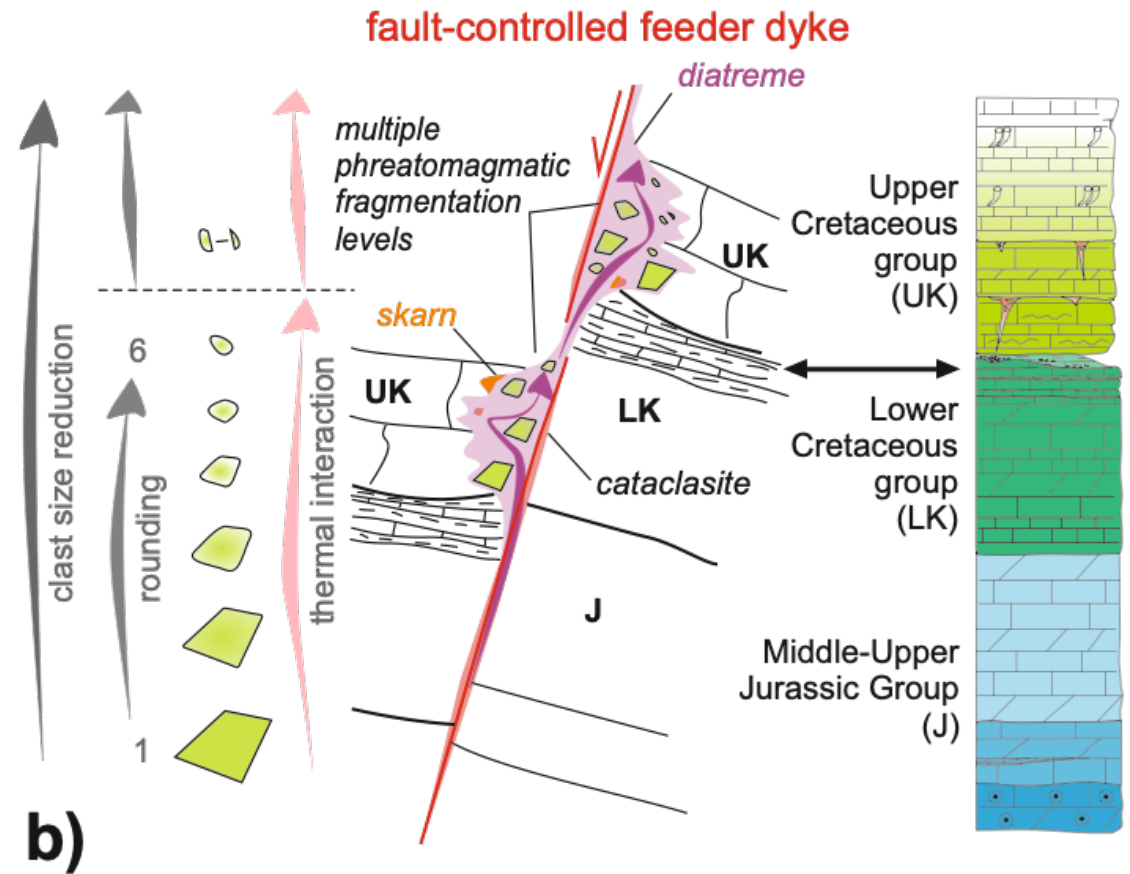 fault-controlled feeder dyke
diatreme
multiple
phreatomagmatic
fragmentation
levels
skarn
UK
UK
LK
cataclasite
J
clast size reduction
rounding
6
1
thermal interaction
Upper
Cretaceous
group
(UK)
Lower
Cretaceous
group
(LK)
Middle-Upper
Jurassic Group
(J)
b)